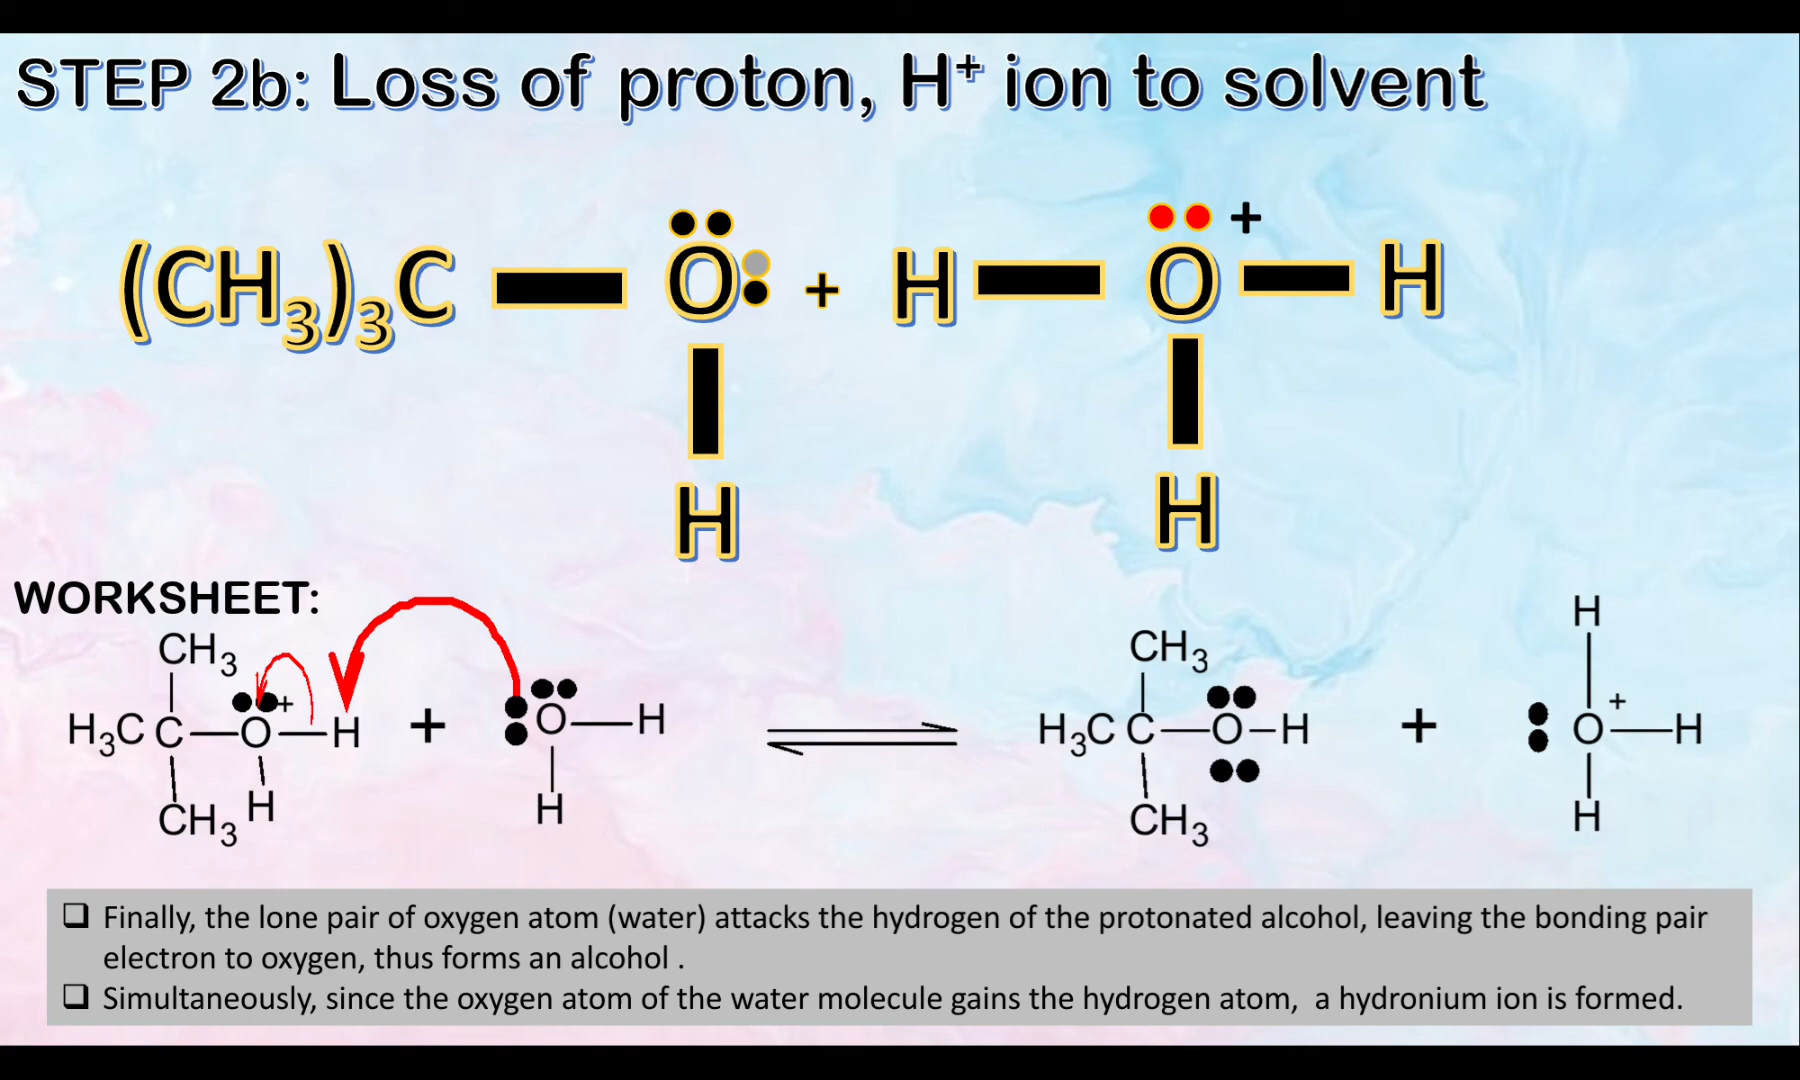 STEP 2b: Loss of proton, H⁺ ion to solvent
(CH₃)₃C — O: + H — O⁺ — H
H H
WORKSHEET:
H
CH₃ CH₃
H₃C C—O⁺—H + O—H ⇌ H₃C C—O—H + O⁺—H
CH₃ H H CH₃ H
❑ Finally, the lone pair of oxygen atom (water) attacks the hydrogen of the protonated alcohol, leaving the bonding pair
electron to oxygen, thus forms an alcohol .
❑ Simultaneously, since the oxygen atom of the water molecule gains the hydrogen atom, a hydronium ion is formed.